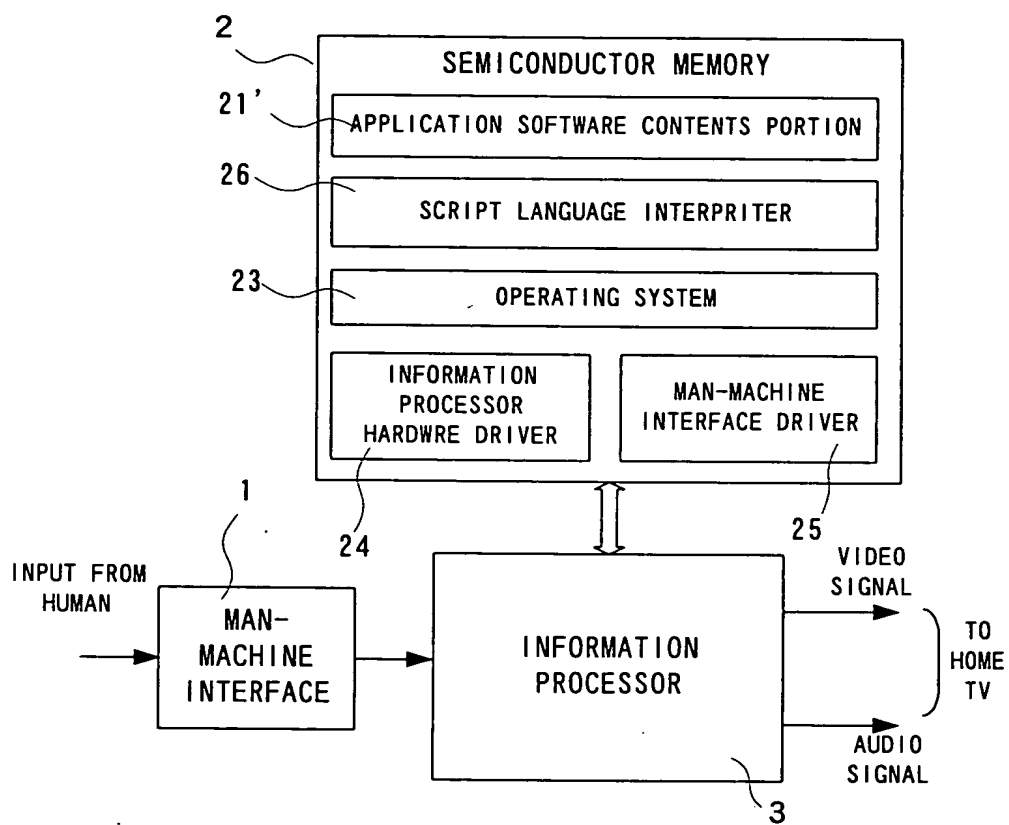 2
SEMICONDUCTOR MEMORY
21'
APPLICATION SOFTWARE CONTENTS PORTION
26
SCRIPT LANGUAGE INTERPRITER
23
OPERATING SYSTEM
INFORMATION
PROCESSOR
HARDWRE DRIVER
MAN-MACHINE
INTERFACE DRIVER
1
24
25
INPUT FROM
HUMAN
MAN-
MACHINE
INTERFACE
INFORMATION
PROCESSOR
VIDEO
SIGNAL
TO
HOME
TV
AUDIO
SIGNAL
3